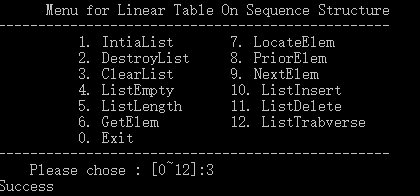 Menu for Linear Table On Sequence Structure
-------------------------------------------------
1. IntiaList 7. LocateElem
2. DestroyList 8. PriorElem
3. ClearList 9. NextElem
4. ListEmpty 10. ListInsert
5. ListLength 11. ListDelete
6. GetElem 12. ListTrabverse
0. Exit
-------------------------------------------------
Please chose : [0~12]:3
Success